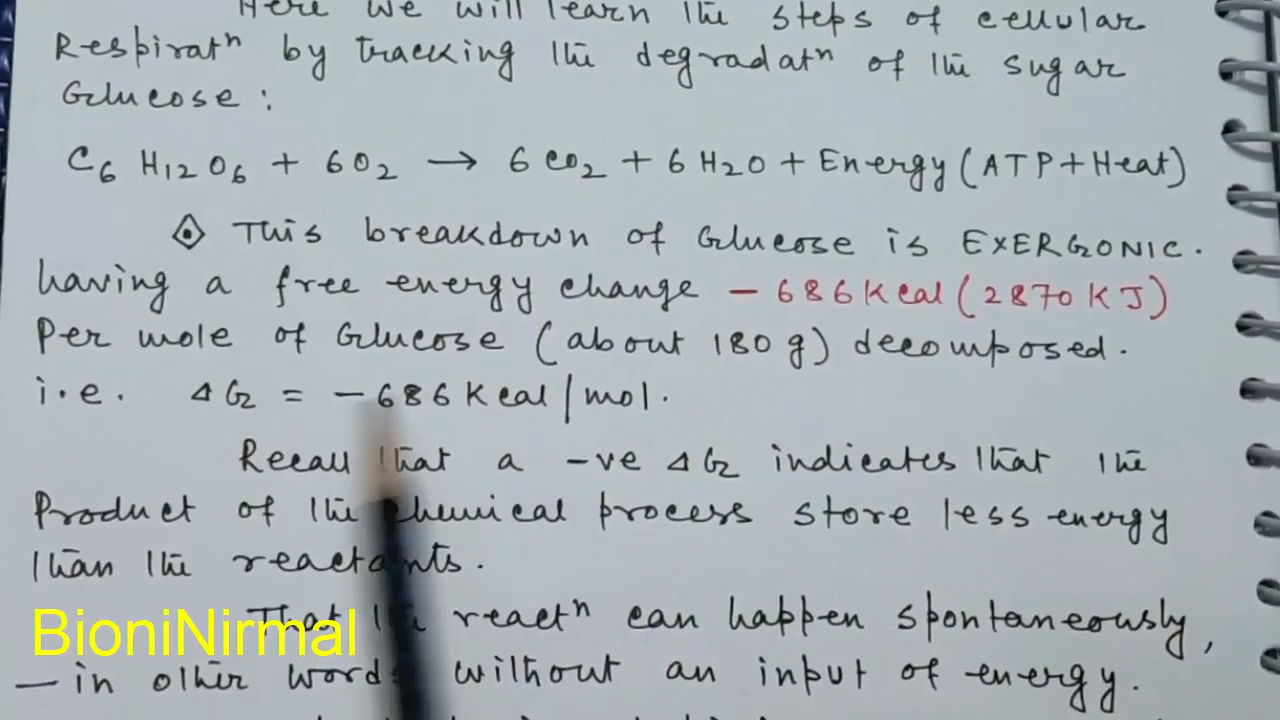 Here we will learn the steps of cellular
Respiratⁿ by tracking the degradatⁿ of the sugar
Glucose :
C₆ H₁₂ O₆ + 6O₂ → 6 CO₂ + 6 H₂O + Energy (ATP + Heat)
This breakdown of Glucose is EXERGONIC.
having a free energy change – 686 Kcal (2870 KJ)
Per mole of Glucose (about 180 g) decomposed.
i.e. ΔG = – 686 Kcal / mol.
Recall that a –ve ΔG indicates that the
Product of the chemical process store less energy
than the reactants.
That the reactⁿ can happen spontaneously,
— in other words without an input of energy.
BioniNirmal